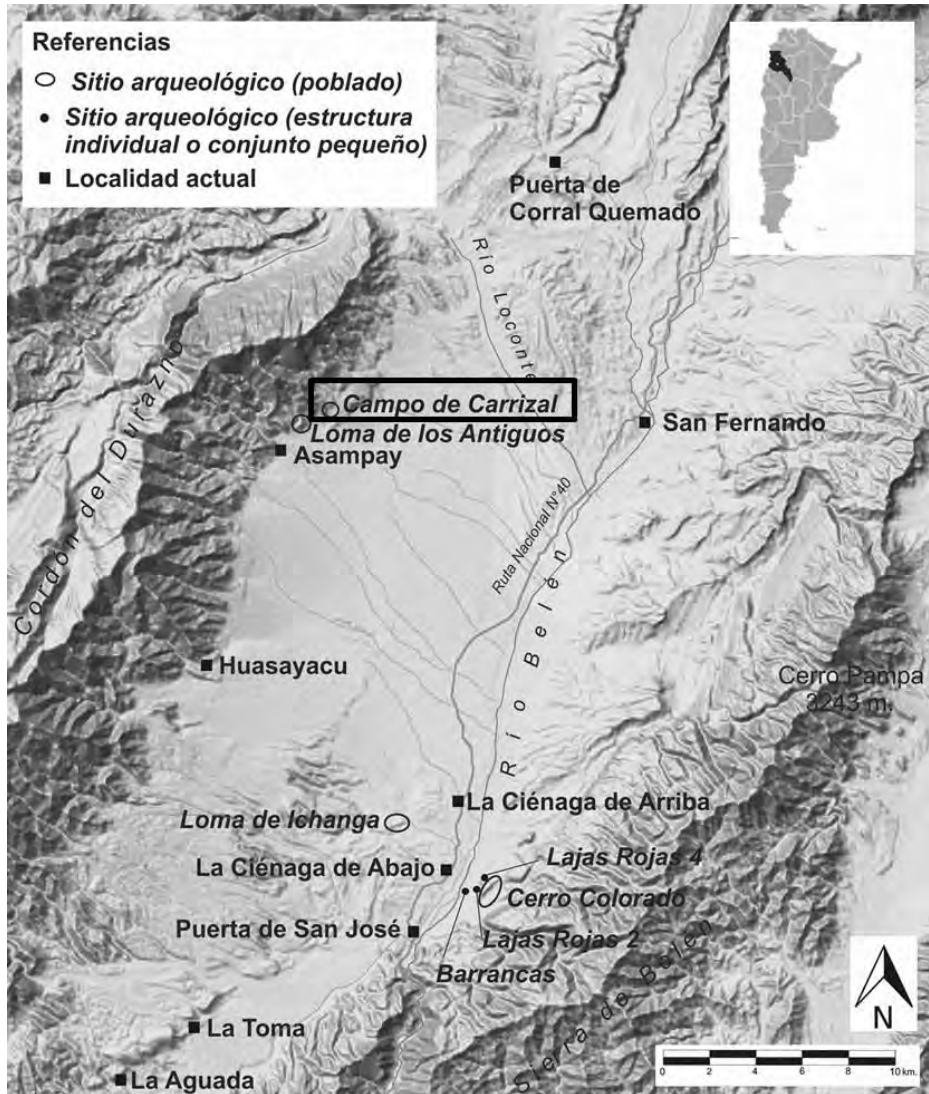 Referencias
Sitio arqueológico (poblado)
Sitio arqueológico (estructura
individual o conjunto pequeño)
Localidad actual
Puerta de
Corral Quemado
Río Loconte
Cordón del Durazno
Campo de Carrizal
Loma de los Antiguos
San Fernando
Asampay
Ruta Nacional N°40
Río Belén
Huasayacu
Cerro Pampa
3243 m.
La Ciénaga de Arriba
Loma de Ichanga
Lajas Rojas 4
La Ciénaga de Abajo
Cerro Colorado
Puerta de San José
Lajas Rojas 2
Barrancas
Sierra de Belén
N
La Toma
La Aguada
0 2 4 6 8 10 km.